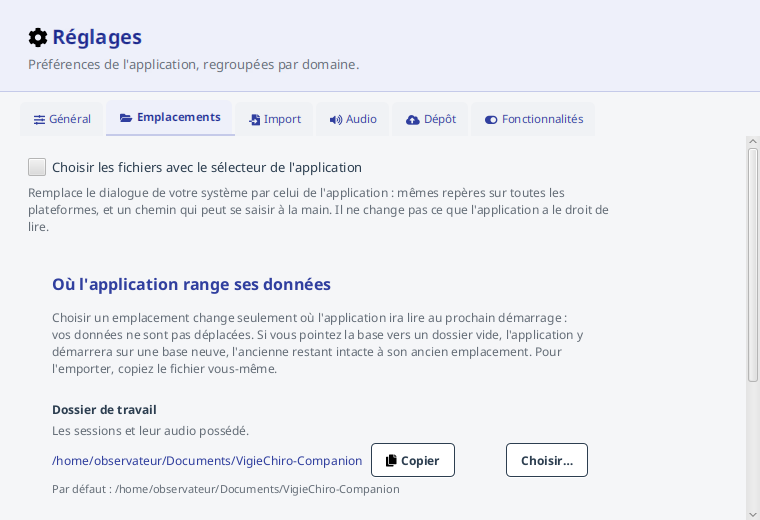 Réglages
Préférences de l'application, regroupées par domaine.
Général Emplacements Import Audio Dépôt Fonctionnalités
Choisir les fichiers avec le sélecteur de l'application
Remplace le dialogue de votre système par celui de l'application : mêmes repères sur toutes les
plateformes, et un chemin qui peut se saisir à la main. Il ne change pas ce que l'application a le droit de
lire.
Où l'application range ses données
Choisir un emplacement change seulement où l'application ira lire au prochain démarrage :
vos données ne sont pas déplacées. Si vous pointez la base vers un dossier vide, l'application y
démarrera sur une base neuve, l'ancienne restant intacte à son ancien emplacement. Pour
l'emporter, copiez le fichier vous-même.
Dossier de travail
Les sessions et leur audio possédé.
/home/observateur/Documents/VigieChiro-Companion Copier Choisir...
Par défaut : /home/observateur/Documents/VigieChiro-Companion